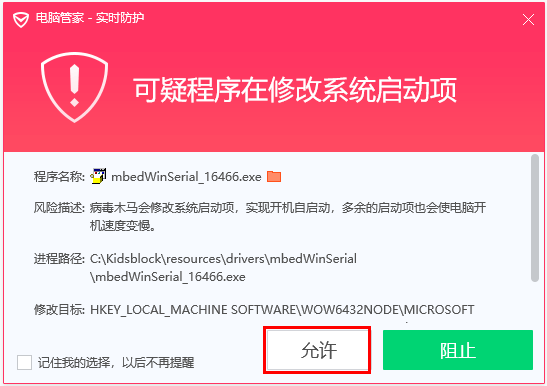 电脑管家 - 实时防护
可疑程序在修改系统启动项
程序名称: mbedWinSerial_16466.exe
风险描述: 病毒木马会修改系统启动项，实现开机自启动，多余的启动项也会使电脑开
机速度变慢。
进程路径: C:\Kidsblock\resources\drivers\mbedWinSerial
\mbedWinSerial_16466.exe
修改目标: HKEY_LOCAL_MACHINE SOFTWARE\WOW6432NODE\MICROSOFT
允许 阻止
记住我的选择，以后不再提醒